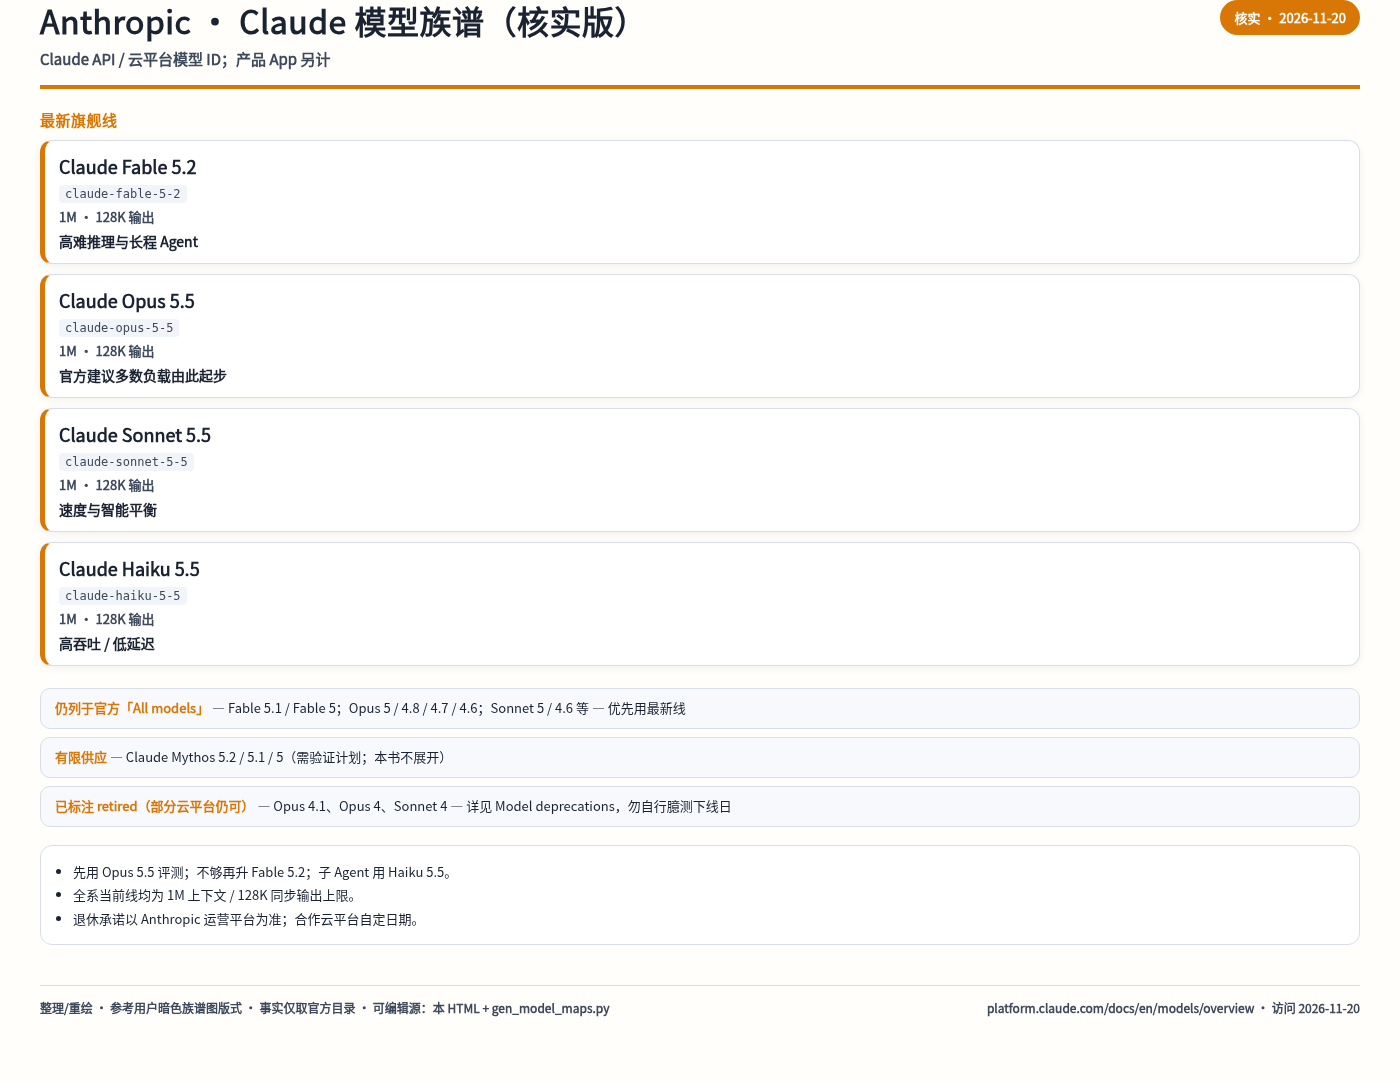 Anthropic · Claude 模型族谱（核实版）
核实 · 2026-11-20
Claude API / 云平台模型 ID；产品 App 另计
最新旗舰线
Claude Fable 5.2
claude-fable-5-2
1M · 128K 输出
高难推理与长程 Agent
Claude Opus 5.5
claude-opus-5-5
1M · 128K 输出
官方建议多数负载由此起步
Claude Sonnet 5.5
claude-sonnet-5-5
1M · 128K 输出
速度与智能平衡
Claude Haiku 5.5
claude-haiku-5-5
1M · 128K 输出
高吞吐 / 低延迟
仍列于官方「All models」 — Fable 5.1 / Fable 5；Opus 5 / 4.8 / 4.7 / 4.6；Sonnet 5 / 4.6 等 — 优先用最新线
有限供应 — Claude Mythos 5.2 / 5.1 / 5（需验证计划；本书不展开）
已标注 retired（部分云平台仍可） — Opus 4.1、Opus 4、Sonnet 4 — 详见 Model deprecations，勿自行臆测下线日
• 先用 Opus 5.5 评测；不够再升 Fable 5.2；子 Agent 用 Haiku 5.5。
• 全系当前线均为 1M 上下文 / 128K 同步输出上限。
• 退休承诺以 Anthropic 运营平台为准；合作云平台自定日期。
整理/重绘 · 参考用户暗色族谱图版式 · 事实仅取官方目录 · 可编辑源：本 HTML + gen_model_maps.py
platform.claude.com/docs/en/models/overview · 访问 2026-11-20